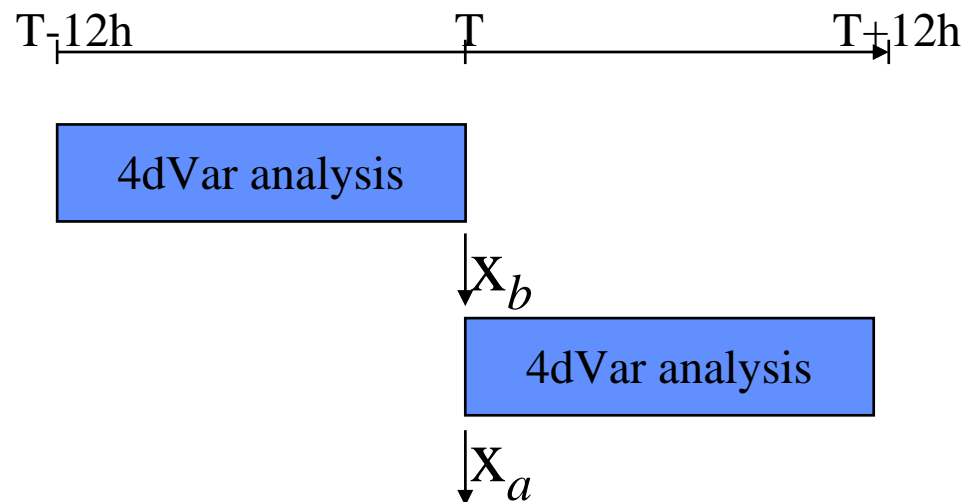 T-12h T T+12h
4dVar analysis
x_b
4dVar analysis
x_a